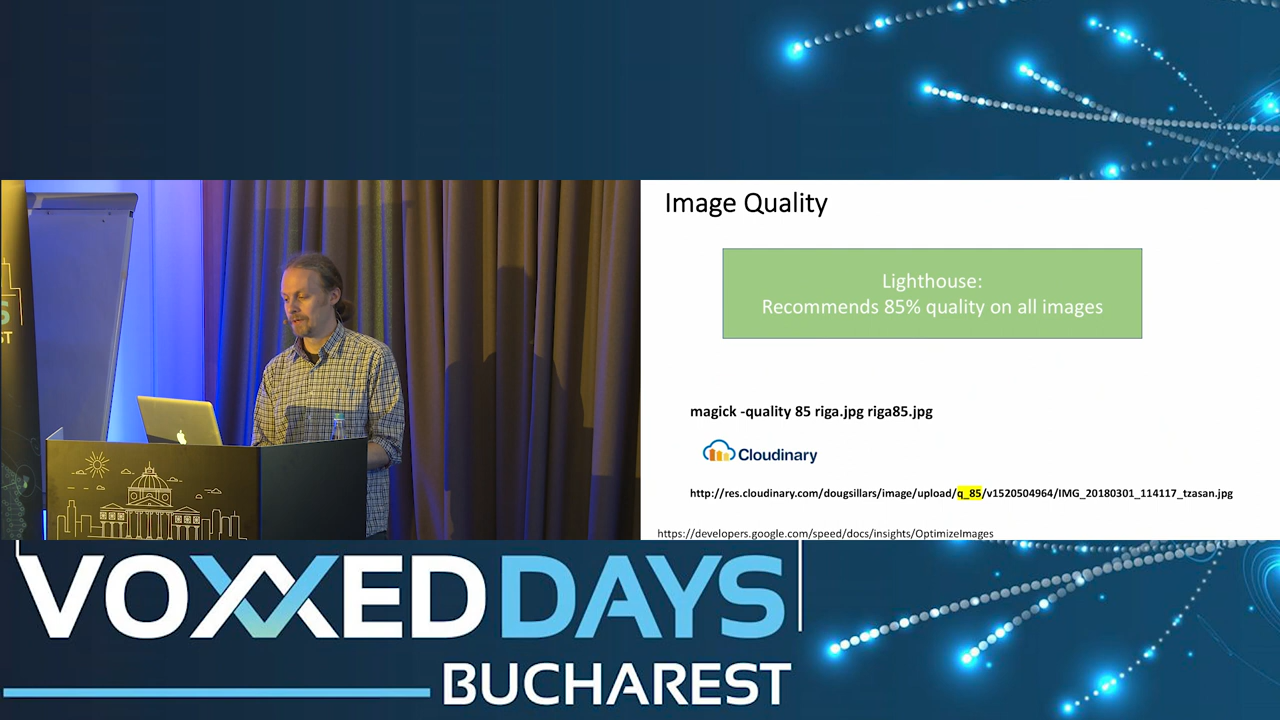 Image Quality
Lighthouse:
Recommends 85% quality on all images
magick -quality 85 riga.jpg riga85.jpg
Cloudinary
http://res.cloudinary.com/dougsillars/image/upload/q_85/v1520504964/IMG_20180301_114117_tzasan.jpg
https://developers.google.com/speed/docs/insights/OptimizeImages
VOXXED DAYS
BUCHAREST